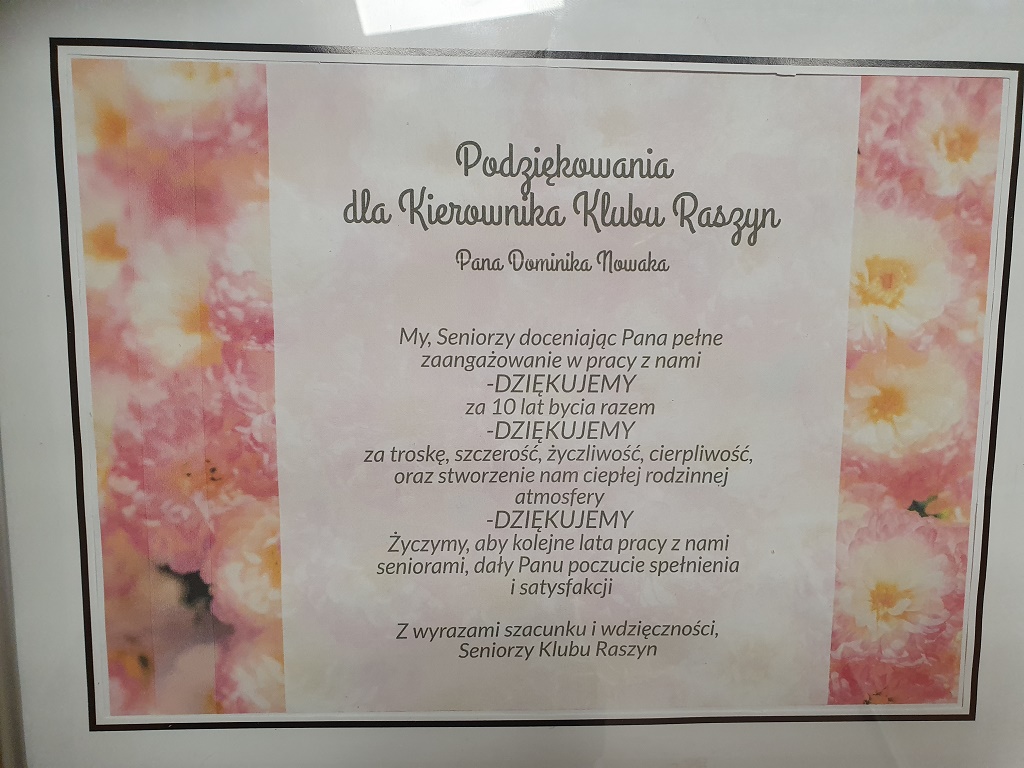 Podziękowania
dla Kierownika Klubu Raszyn
Pana Dominika Nowaka
My, Seniorzy doceniając Pana pełne
zaangażowanie w pracy z nami
-DZIĘKUJEMY
za 10 lat bycia razem
-DZIĘKUJEMY
za troskę, szczerość, życzliwość, cierpliwość,
oraz stworzenie nam ciepłej rodzinnej
atmosfery
-DZIĘKUJEMY
Życzymy, aby kolejne lata pracy z nami
seniorami, dały Panu poczucie spełnienia
i satysfakcji
Z wyrazami szacunku i wdzięczności,
Seniorzy Klubu Raszyn